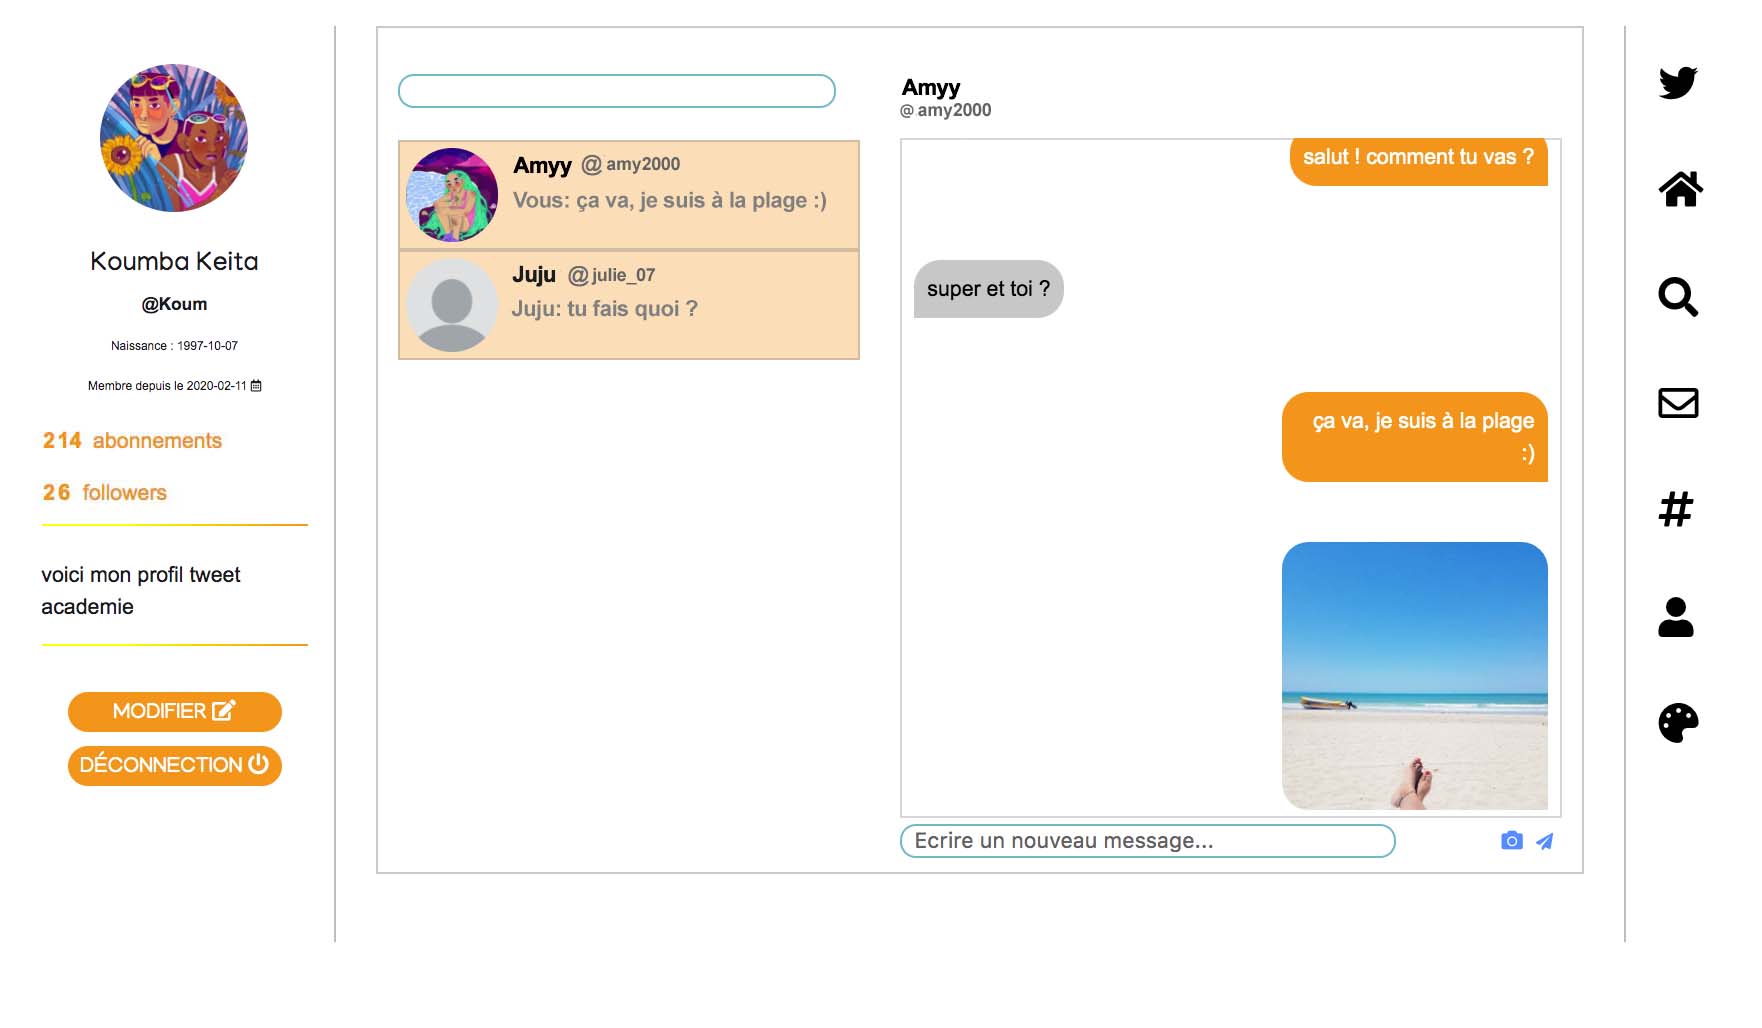 Koumba Keita
@Koum
Naissance : 1997-10-07
Membre depuis le 2020-02-11
214 abonnements
26 followers
voici mon profil tweet
academie
MODIFIER
DÉCONNECTION
Amyy @ amy2000
Vous: ça va, je suis à la plage :)
Juju @ julie_07
Juju: tu fais quoi ?
Amyy
@ amy2000
salut ! comment tu vas ?
super et toi ?
ça va, je suis à la plage
:)
Ecrire un nouveau message...